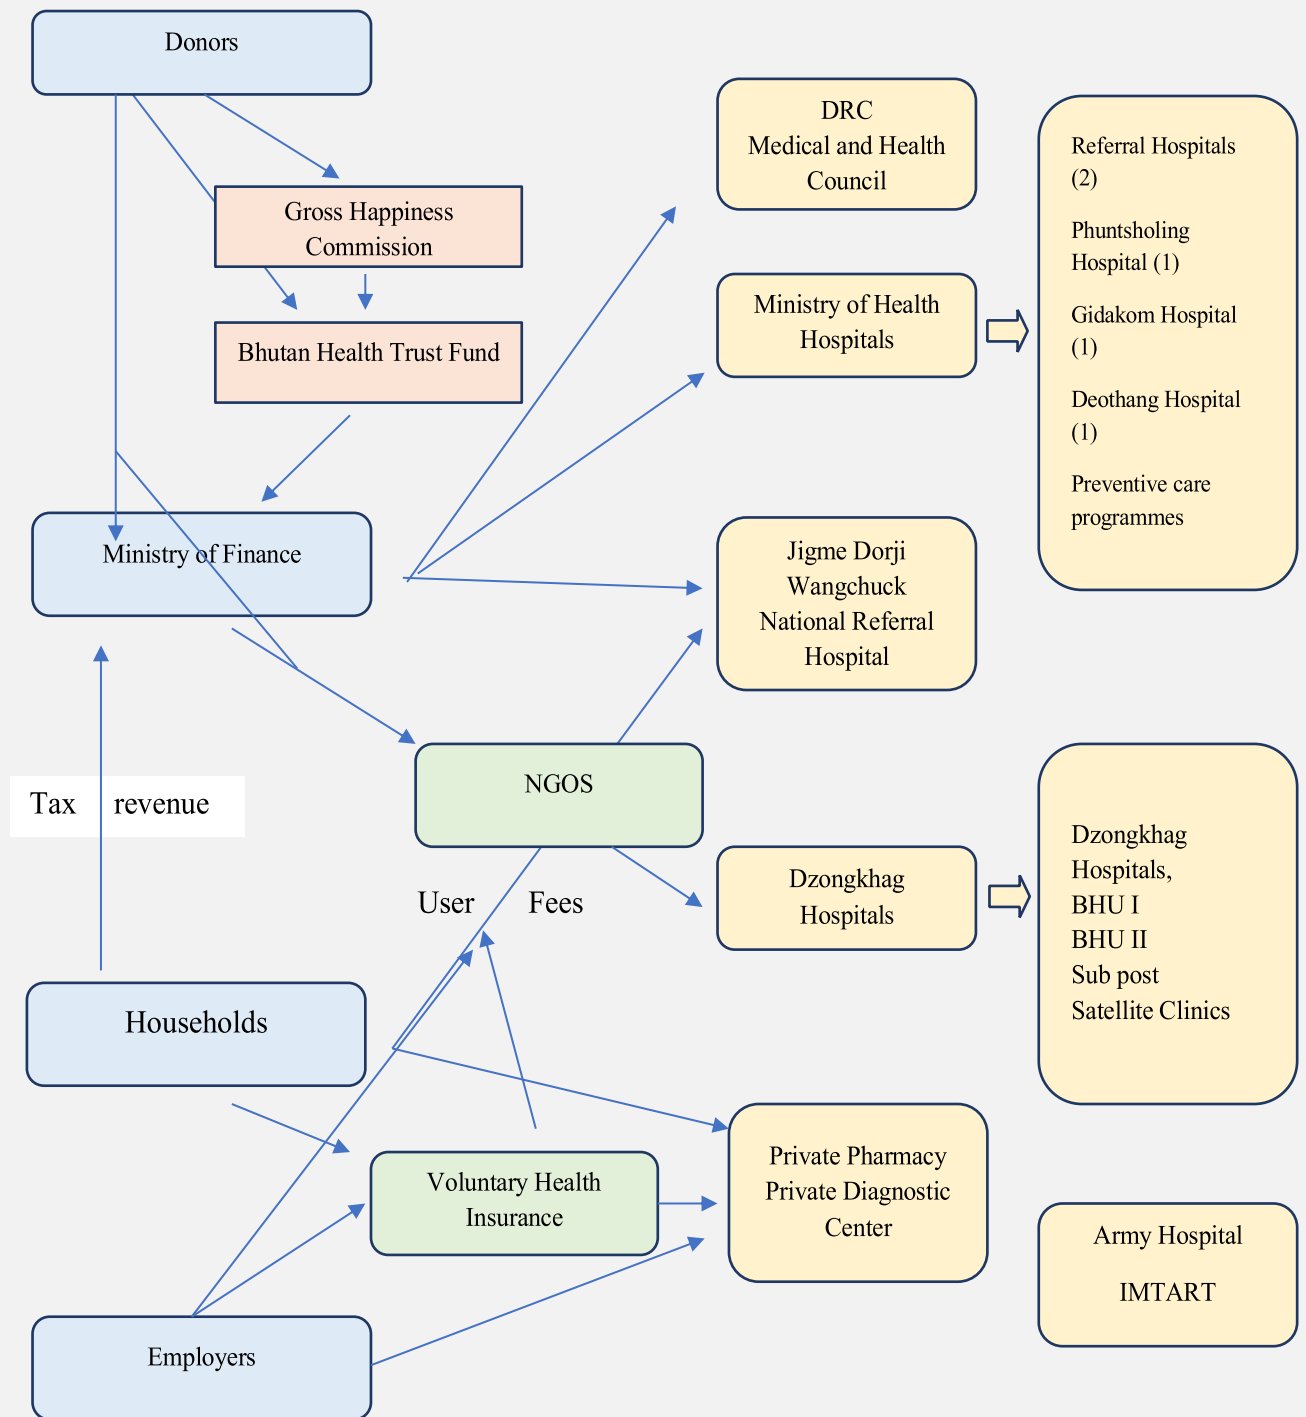 Donors
Gross Happiness
Commission
Bhutan Health Trust Fund
Ministry of Finance
Tax revenue
Households
Employers
NGOS
User Fees
Voluntary Health
Insurance
DRC
Medical and Health
Council
Ministry of Health
Hospitals
Jigme Dorji
Wangchuck
National Referral
Hospital
Dzongkhag
Hospitals
Private Pharmacy
Private Diagnostic
Center
Referral Hospitals
(2)
Phuntsholing
Hospital (1)
Gidakom Hospital
(1)
Deothang Hospital
(1)
Preventive care
programmes
Dzongkhag
Hospitals,
BHU I
BHU II
Sub post
Satellite Clinics
Army Hospital
IMTART